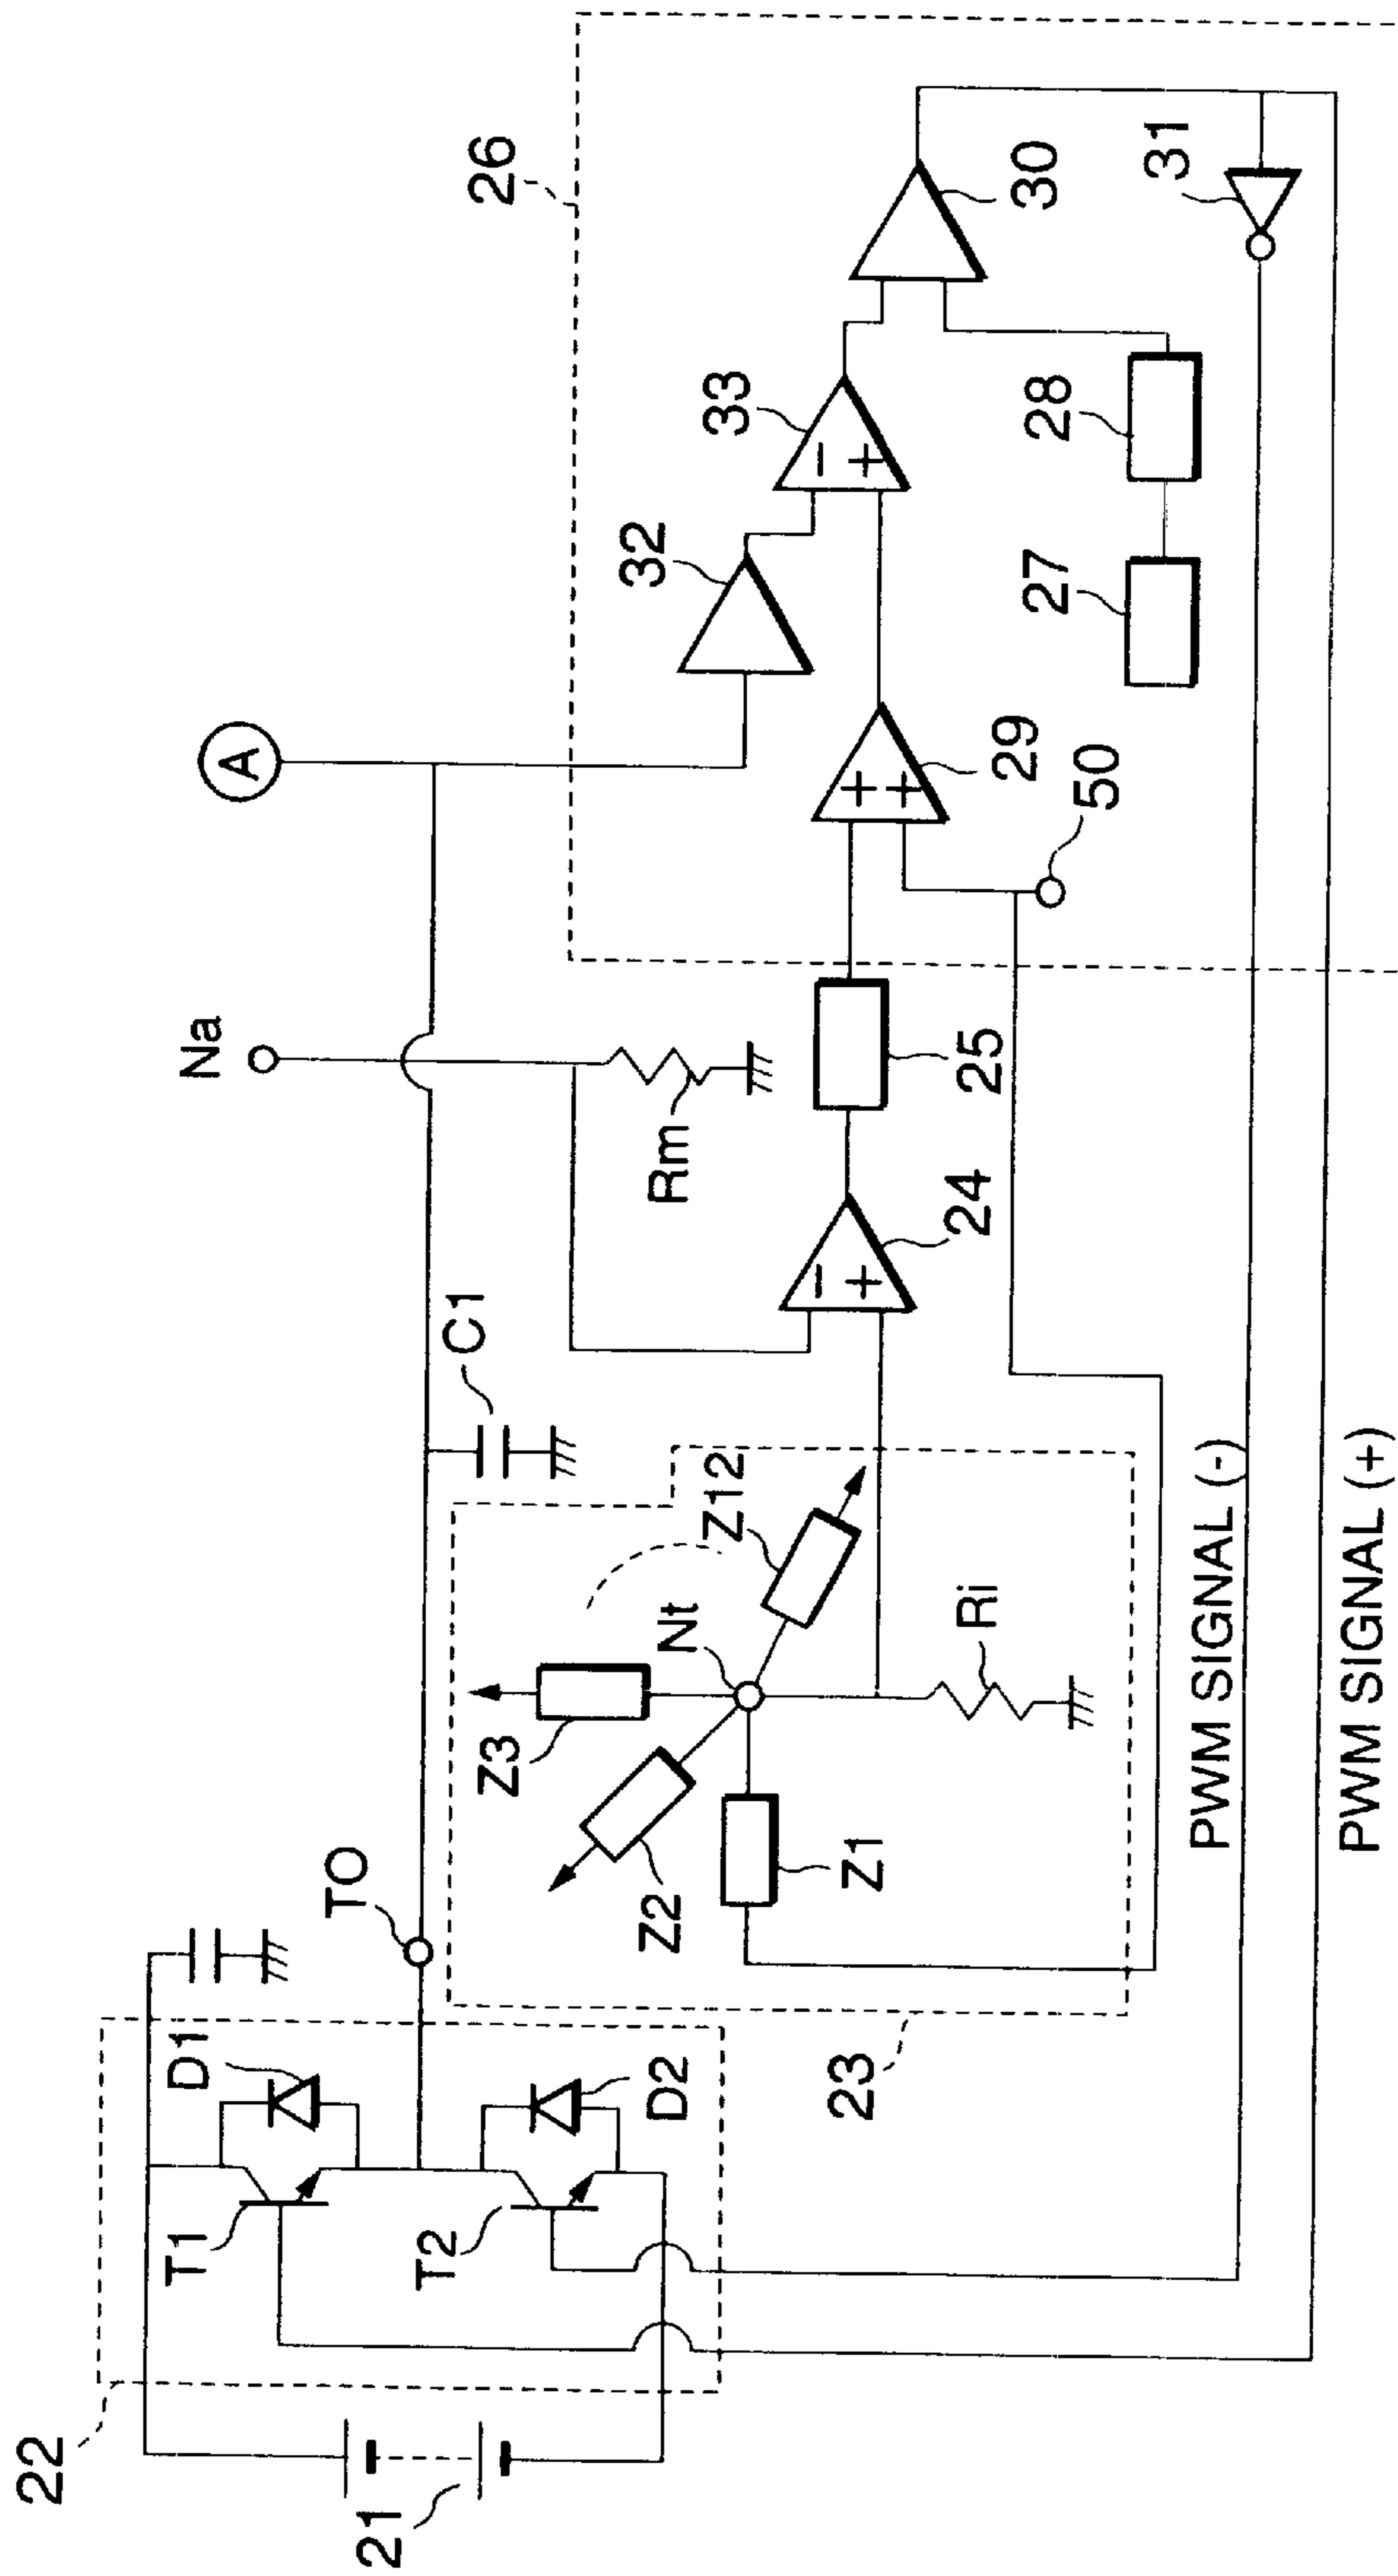 22
21
T1
D1
T2
D2
TO
C1
Na
A
Rm
23
Z1
Z2
Z3
Nt
Z12
Ri
−
+
24
25
26
+
+
29
50
32
−
+
33
27
28
30
31
PWM SIGNAL (-)
PWM SIGNAL (+)